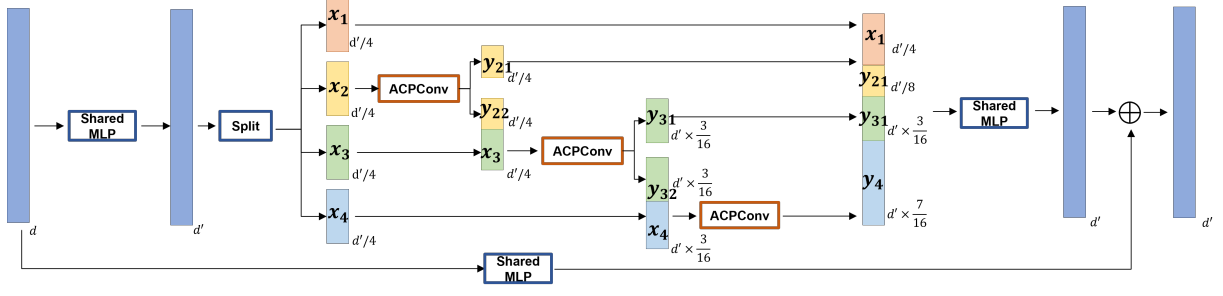 d
Shared
MLP
d′
Split
x₁
d′/4
x₂
d′/4
x₃
d′/4
x₄
d′/4
ACPConv
y₂₁
d′/4
y₂₂
d′/4
x₃
d′/4
ACPConv
y₃₁
d′ × 3/16
y₃₂
d′ × 3/16
x₄
d′ × 3/16
ACPConv
x₁
d′/4
y₂₁
d′/8
y₃₁
d′ × 3/16
y₄
d′ × 7/16
Shared
MLP
d′
d′
Shared
MLP